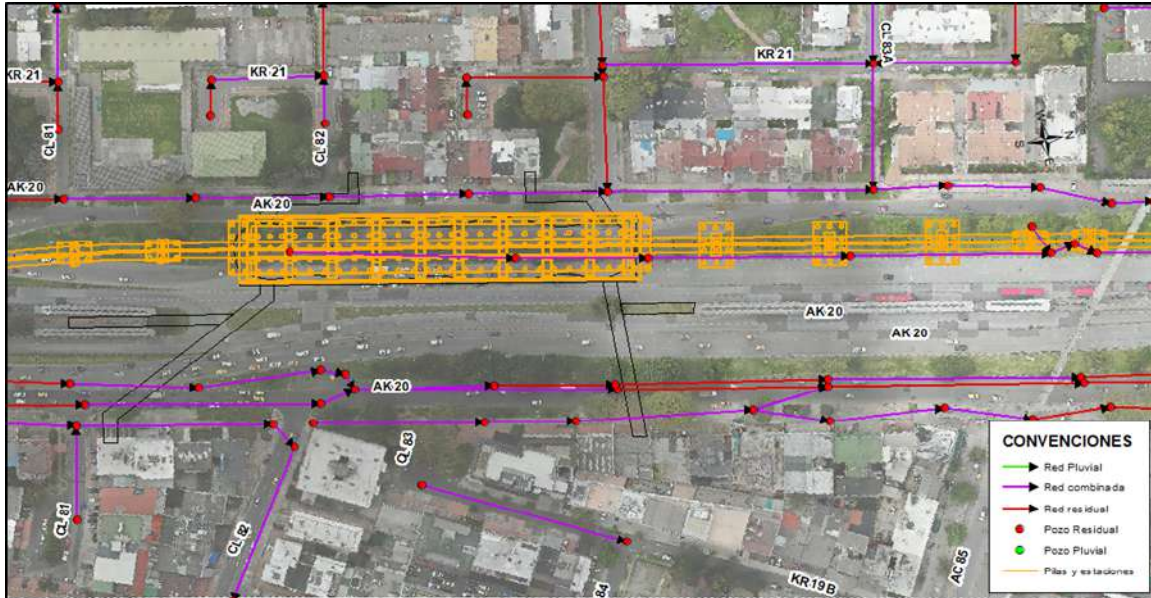 KR 21
KR 21
KR 21
CL 83A
CL 81
CL 82
AK 20
AK 20
AK 20
AK 20
AK 20
CL 83
CL 81
CL 82
84
KR 19 B
AC 85
N
S
E
CONVENCIONES
Red Pluvial
Red combinada
Red residual
Pozo Residual
Pozo Pluvial
Pilas y estaciones